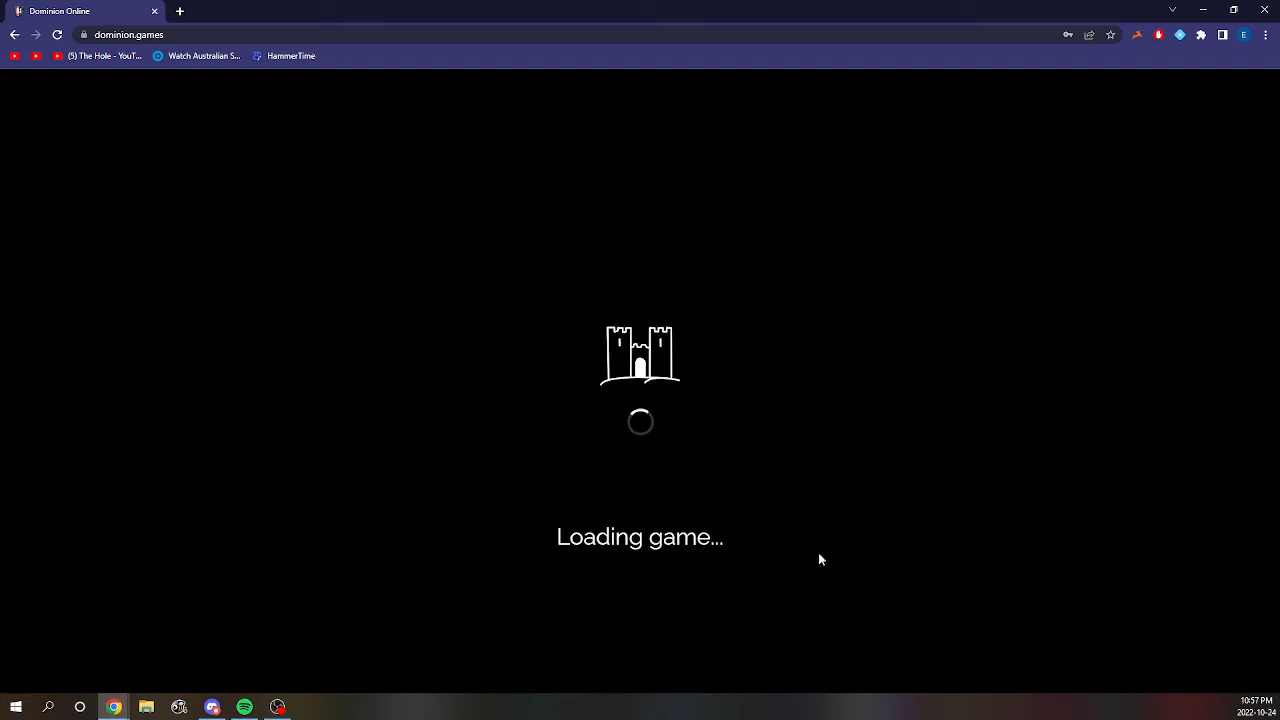 Dominion Online
dominion.games
E
(5) The Hole - YouT...
Watch Australian S...
HammerTime
Loading game...
10:57 PM
2022-10-24